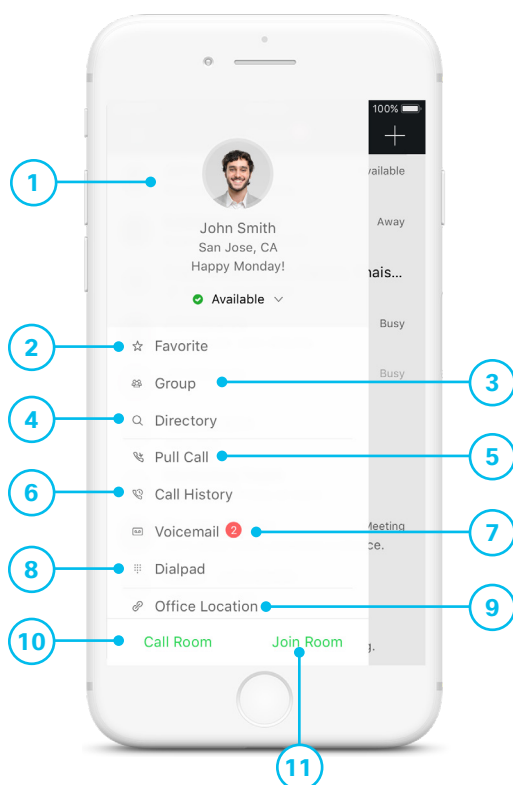 100%
1
vailable
John Smith
Away
San Jose, CA
Happy Monday!
hais...
Available
Busy
2
Favorite
Busy
3
Group
4
Directory
5
Pull Call
6
Call History
Meeting
7
Voicemail 2
ce.
8
Dialpad
9
Office Location
10
Call Room
Join Room
g.
11